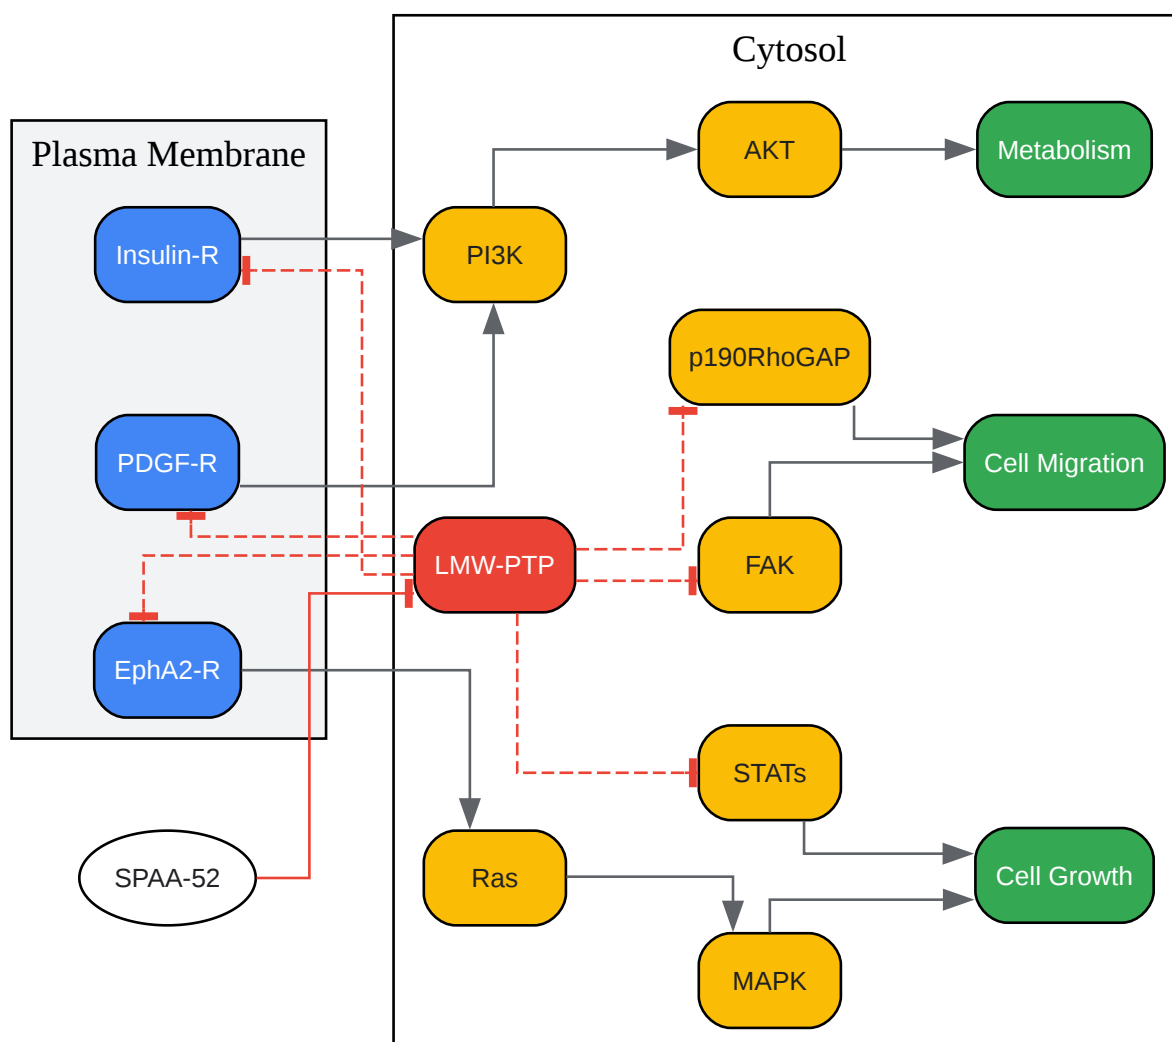 Cytosol
Plasma Membrane
AKT
Metabolism
Insulin-R
PI3K
p190RhoGAP
PDGF-R
Cell Migration
LMW-PTP
FAK
EphA2-R
STATs
SPAA-52
Ras
Cell Growth
MAPK